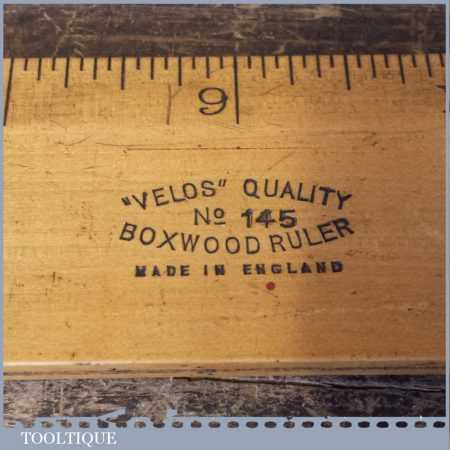 9
"VELOS" QUALITY
No 145
BOXWOOD RULER
MADE IN ENGLAND
TOOLTIQUE